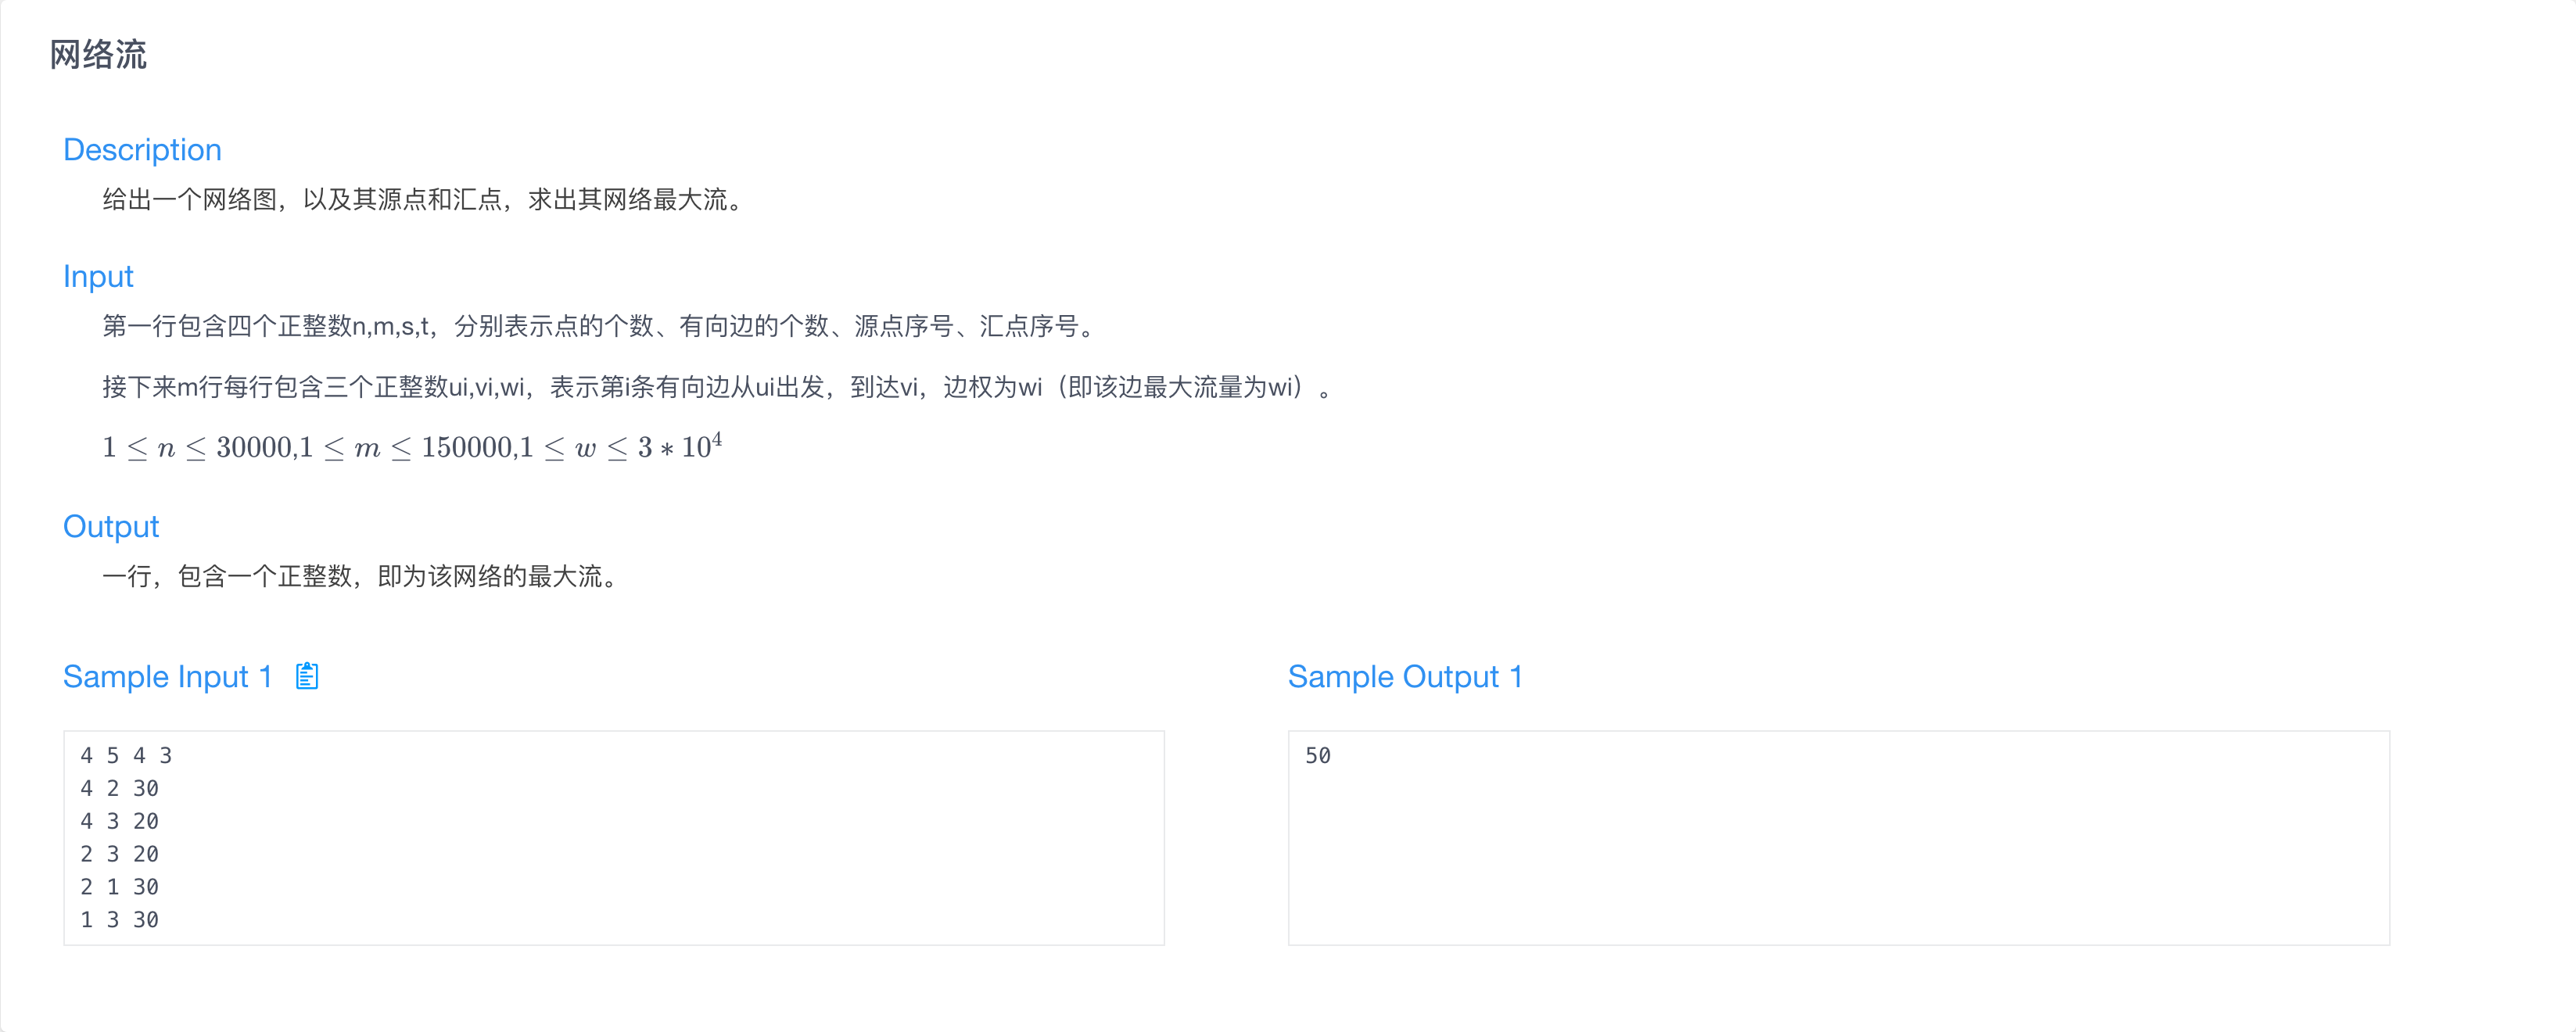 网络流
Description
给出一个网络图，以及其源点和汇点，求出其网络最大流。
Input
第一行包含四个正整数n,m,s,t，分别表示点的个数、有向边的个数、源点序号、汇点序号。
接下来m行每行包含三个正整数ui,vi,wi，表示第i条有向边从ui出发，到达vi，边权为wi（即该边最大流量为wi）。
1 ≤ n ≤ 30000,1 ≤ m ≤ 150000,1 ≤ w ≤ 3 ∗ 10⁴
Output
一行，包含一个正整数，即为该网络的最大流。
Sample Input 1
4 5 4 3
4 2 30
4 3 20
2 3 20
2 1 30
1 3 30
Sample Output 1
50